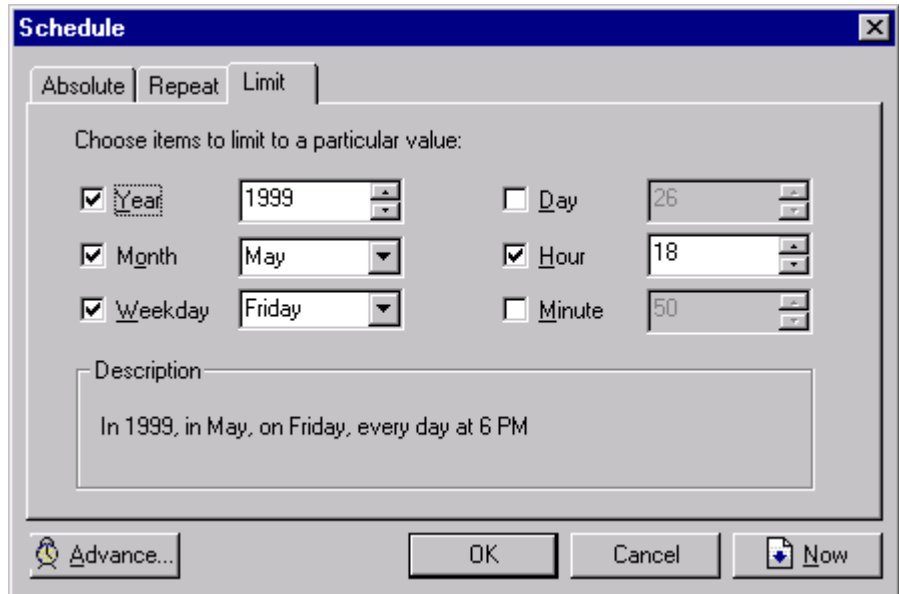 Schedule
Absolute Repeat Limit
Choose items to limit to a particular value:
Year 1999 Day 26
Month May Hour 18
Weekday Friday Minute 50
Description
In 1999, in May, on Friday, every day at 6 PM
Advance... OK Cancel Now